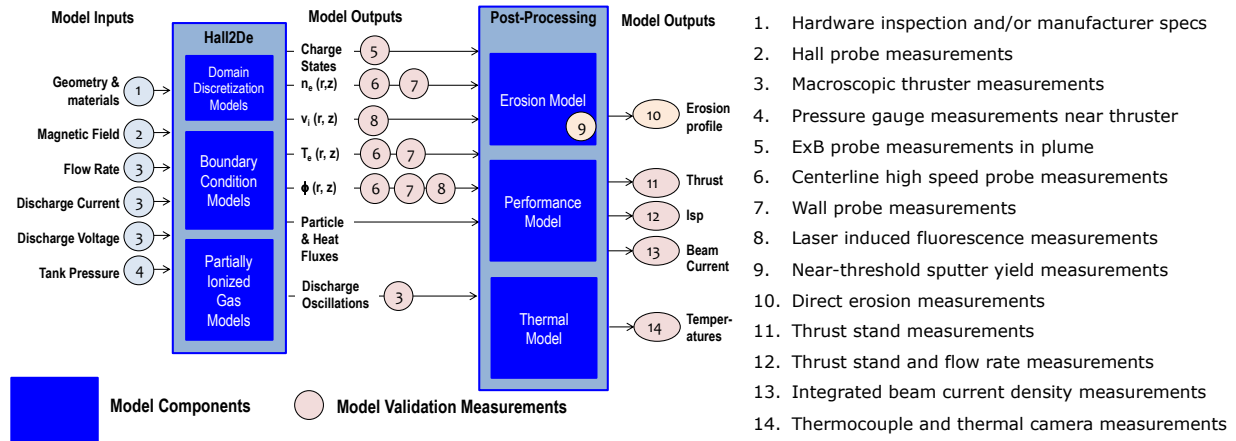 Model Inputs
Geometry &
materials
1
Magnetic Field
2
Flow Rate
3
Discharge Current
3
Discharge Voltage
3
Tank Pressure
4
Hall2De
Domain
Discretization
Models
Boundary
Condition
Models
Partially
Ionized
Gas
Models
Model Outputs
Charge
States
5
nₑ (r,z)
6 7
vᵢ (r, z)
8
Tₑ (r, z)
6 7
ϕ (r, z)
6 7 8
Particle
& Heat
Fluxes
Discharge
Oscillations
3
Post-Processing
Erosion Model
9
Performance
Model
Thermal
Model
Model Outputs
10
Erosion
profile
11
Thrust
12
Isp
13
Beam
Current
14
Temper-
atures
Model Components
Model Validation Measurements
1. Hardware inspection and/or manufacturer specs
2. Hall probe measurements
3. Macroscopic thruster measurements
4. Pressure gauge measurements near thruster
5. ExB probe measurements in plume
6. Centerline high speed probe measurements
7. Wall probe measurements
8. Laser induced fluorescence measurements
9. Near-threshold sputter yield measurements
10. Direct erosion measurements
11. Thrust stand measurements
12. Thrust stand and flow rate measurements
13. Integrated beam current density measurements
14. Thermocouple and thermal camera measurements